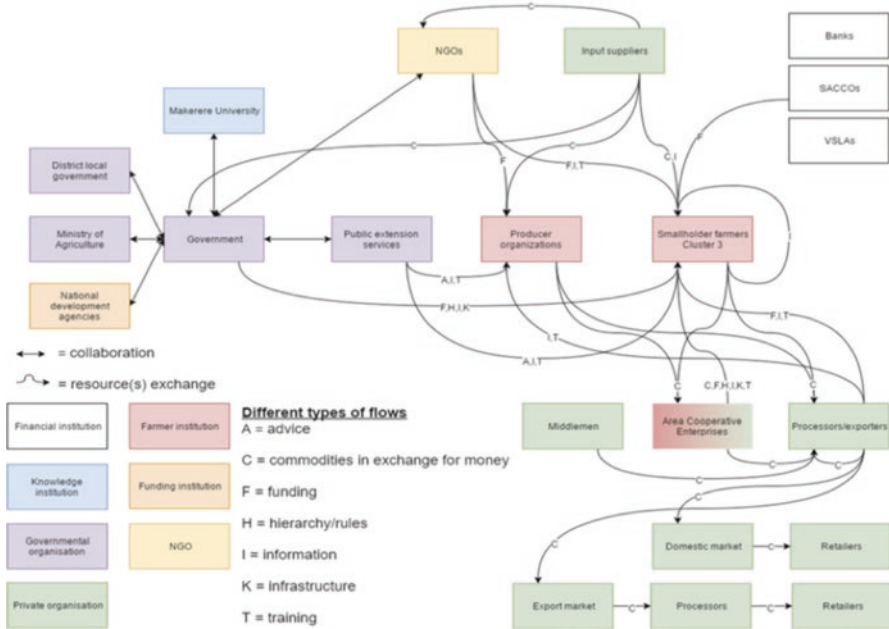 C
NGOs
Input suppliers
Banks
Makerere University
SACCOs
F
C
VSLAs
District local
government
F
C
F,I,T
C,I
Ministry of
Agriculture
Government
Public extension
services
Producer
organizations
Smallholder farmers
Cluster 3
I
National
development
agencies
A,I,T
F,H,I,K
F,I,T
I,T
= collaboration
A,I,T
= resource(s) exchange
C
C,F,H,I,K,T
C
Different types of flows
Financial institution
Farmer institution
A = advice
Middlemen
Area Cooperative
Enterprises
Processors/exporters
C = commodities in exchange for money
C
C
C
Knowledge
institution
Funding institution
F = funding
C
H = hierarchy/rules
Governmental
organisation
NGO
I = information
C
Domestic market
C
Retailers
K = infrastructure
Private organisation
T = training
Export market
C
Processors
C
Retailers